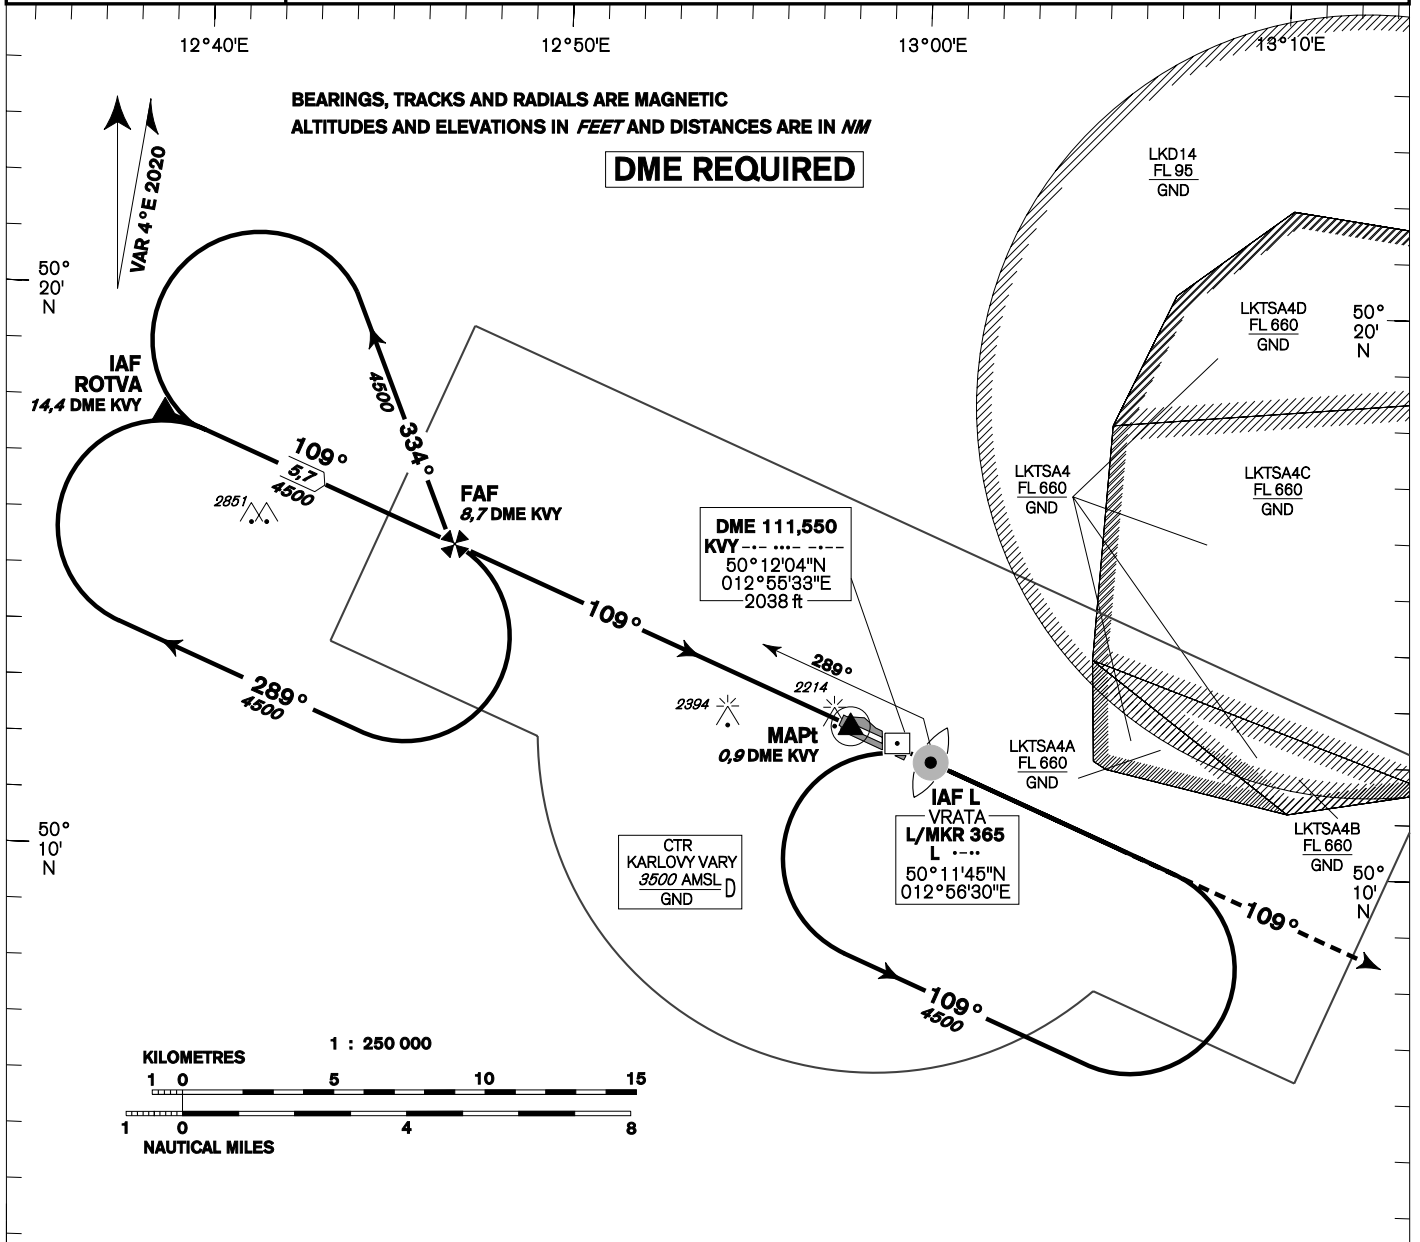 12°40'E
12°50'E
13°00'E
13°10'E
BEARINGS, TRACKS AND RADIALS ARE MAGNETIC
ALTITUDES AND ELEVATIONS IN FEET AND DISTANCES ARE IN NM
DME REQUIRED
VAR 4°E 2020
LKD14
FL 95
GND
50°
20'
N
LKTSA4D
FL 660
GND
50°
20'
N
IAF
ROTVA
14,4 DME KVY
4500
334°
109°
5,7
4500
2851
FAF
8,7 DME KVY
LKTSA4
FL 660
GND
LKTSA4C
FL 660
GND
DME 111,550
KVY -·- ···- -·--
50°12'04"N
012°55'33"E
2038 ft
109°
289°
4500
289°
2394
2214
MAPt
0,9 DME KVY
LKTSA4A
FL 660
GND
IAF L
VRATA
L/MKR 365
L ·-··
50°11'45"N
012°56'30"E
50°
10'
N
CTR
KARLOVY VARY
3500 AMSL
GND
D
LKTSA4B
FL 660
GND
50°
10'
N
109°
109°
4500
1 : 250 000
KILOMETRES
1 0 5 10 15
1 0 4 8
NAUTICAL MILES